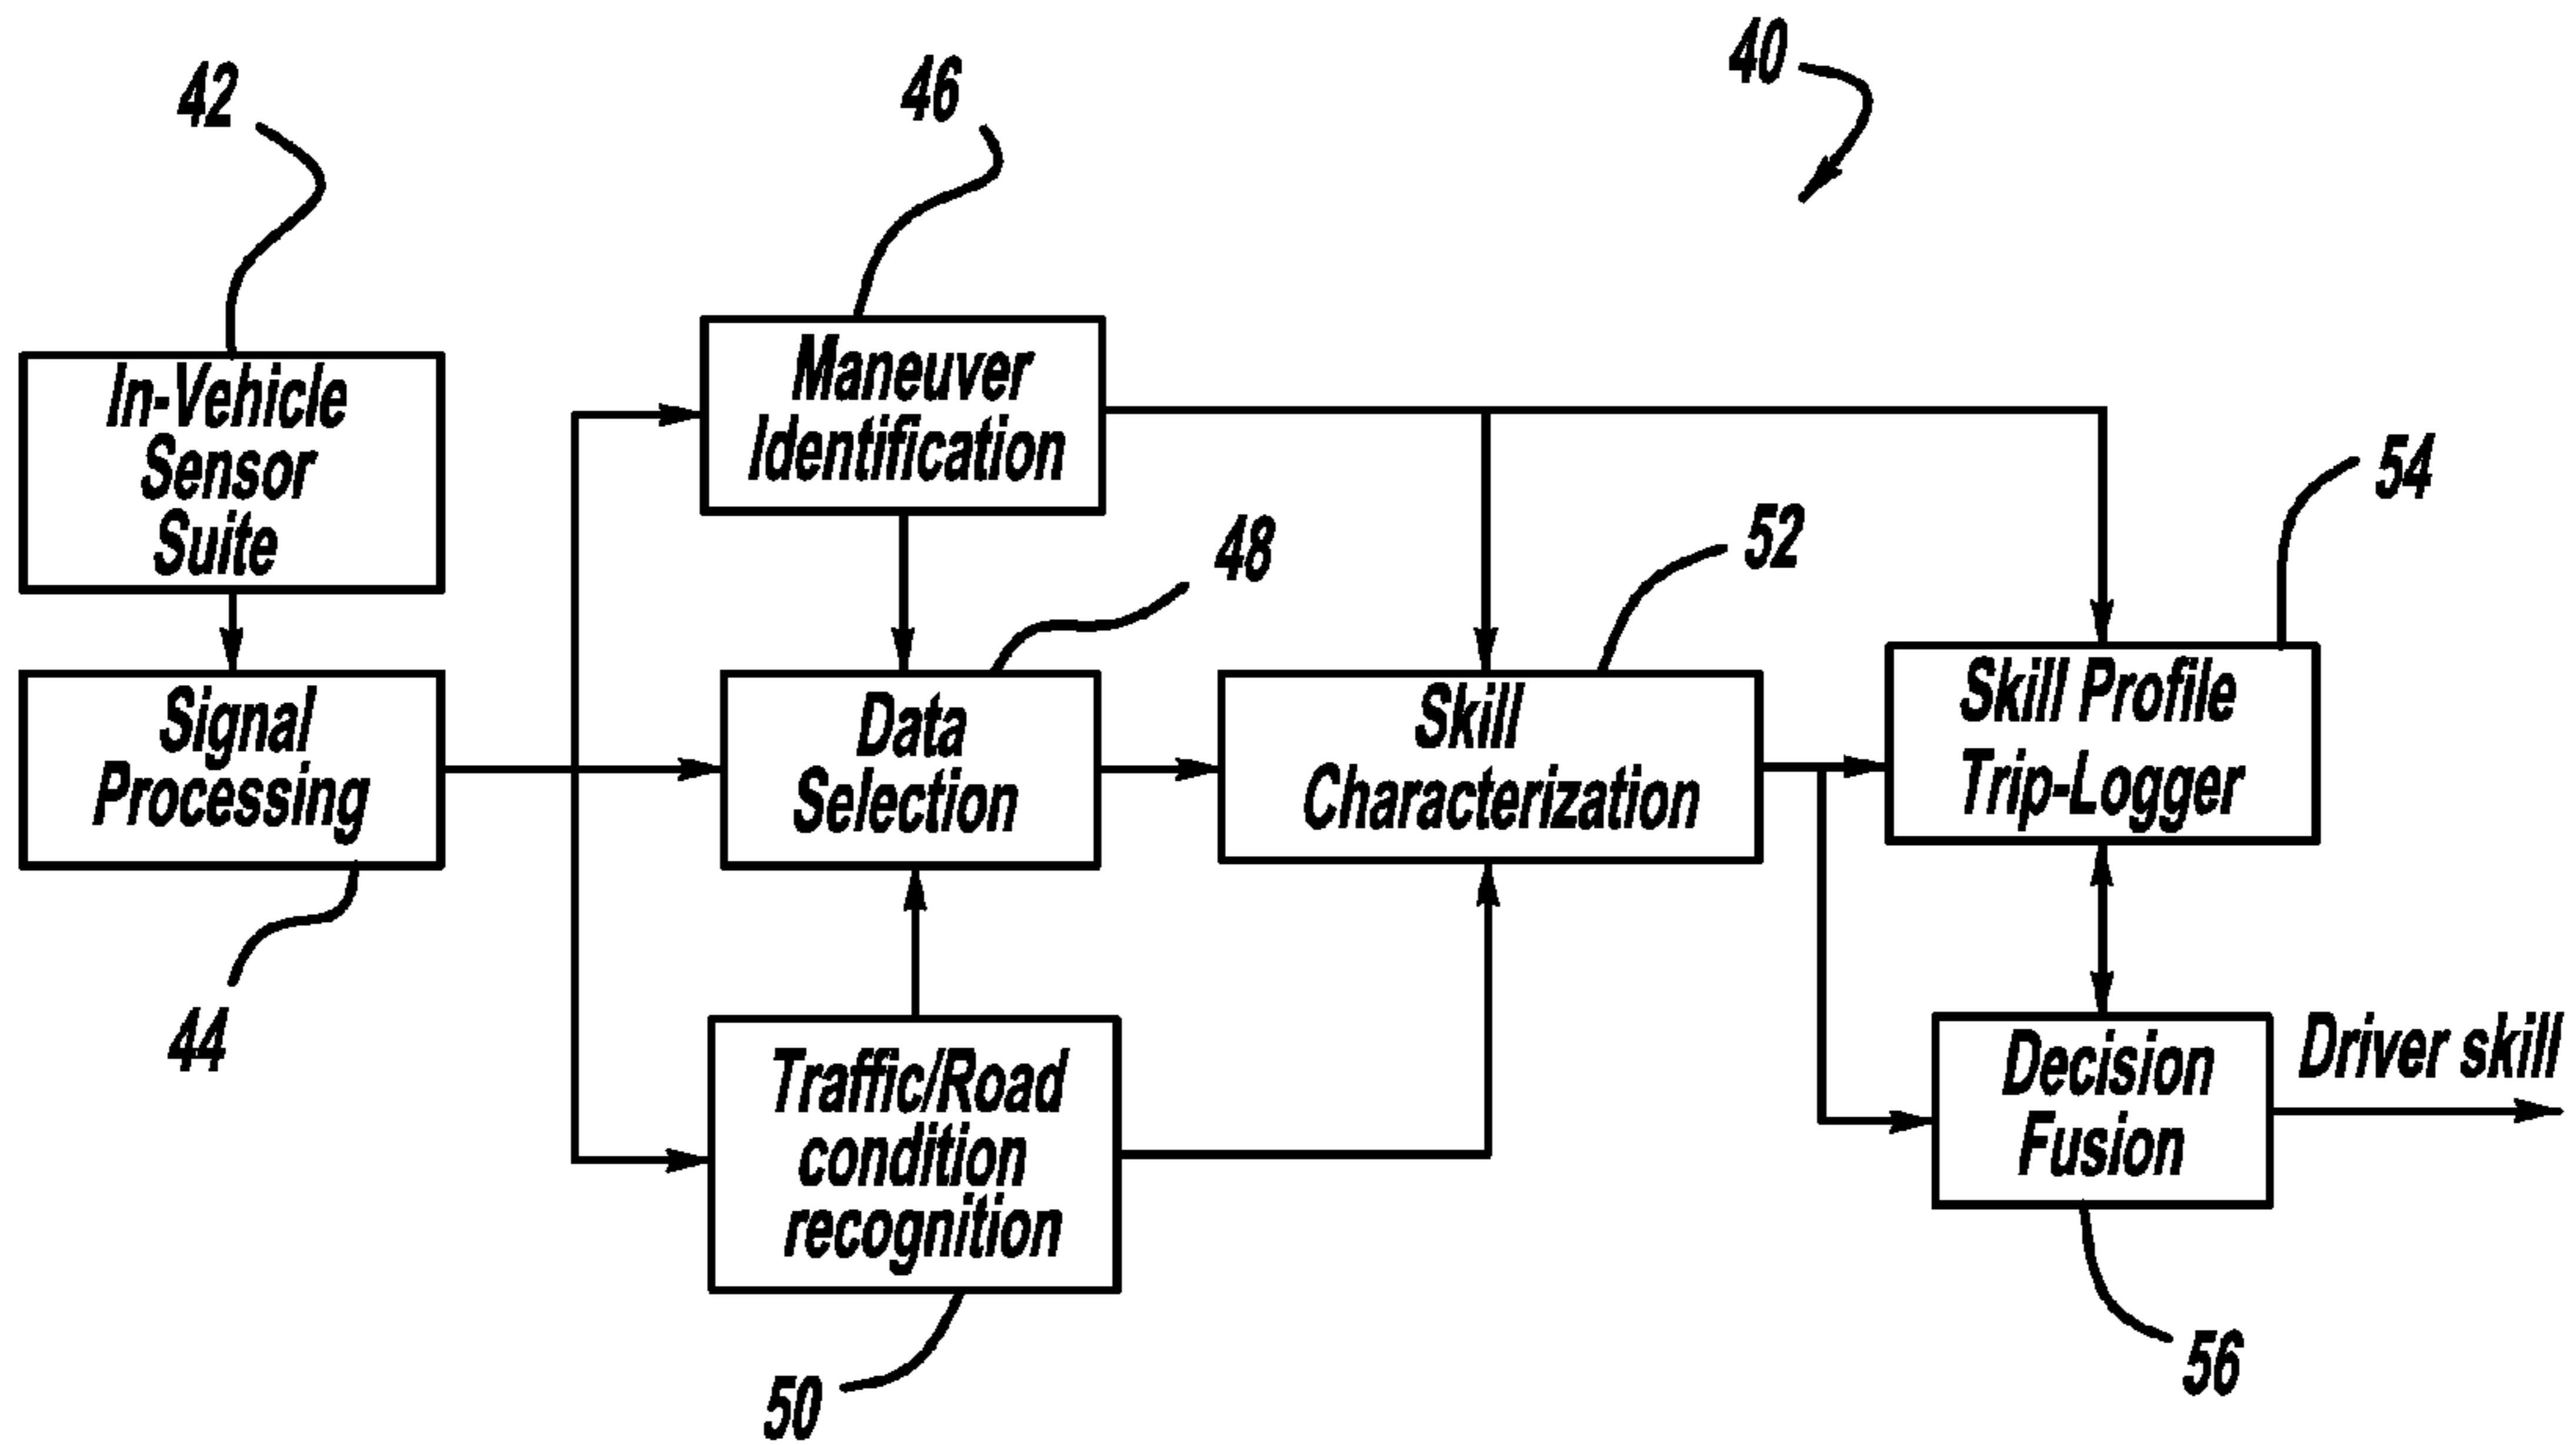 40
42
46
In-Vehicle
Sensor
Suite
Maneuver
Identification
54
48
52
Signal
Processing
Data
Selection
Skill
Characterization
Skill Profile
Trip-Logger
44
Traffic/Road
condition
recognition
Decision
Fusion
Driver skill
50
56